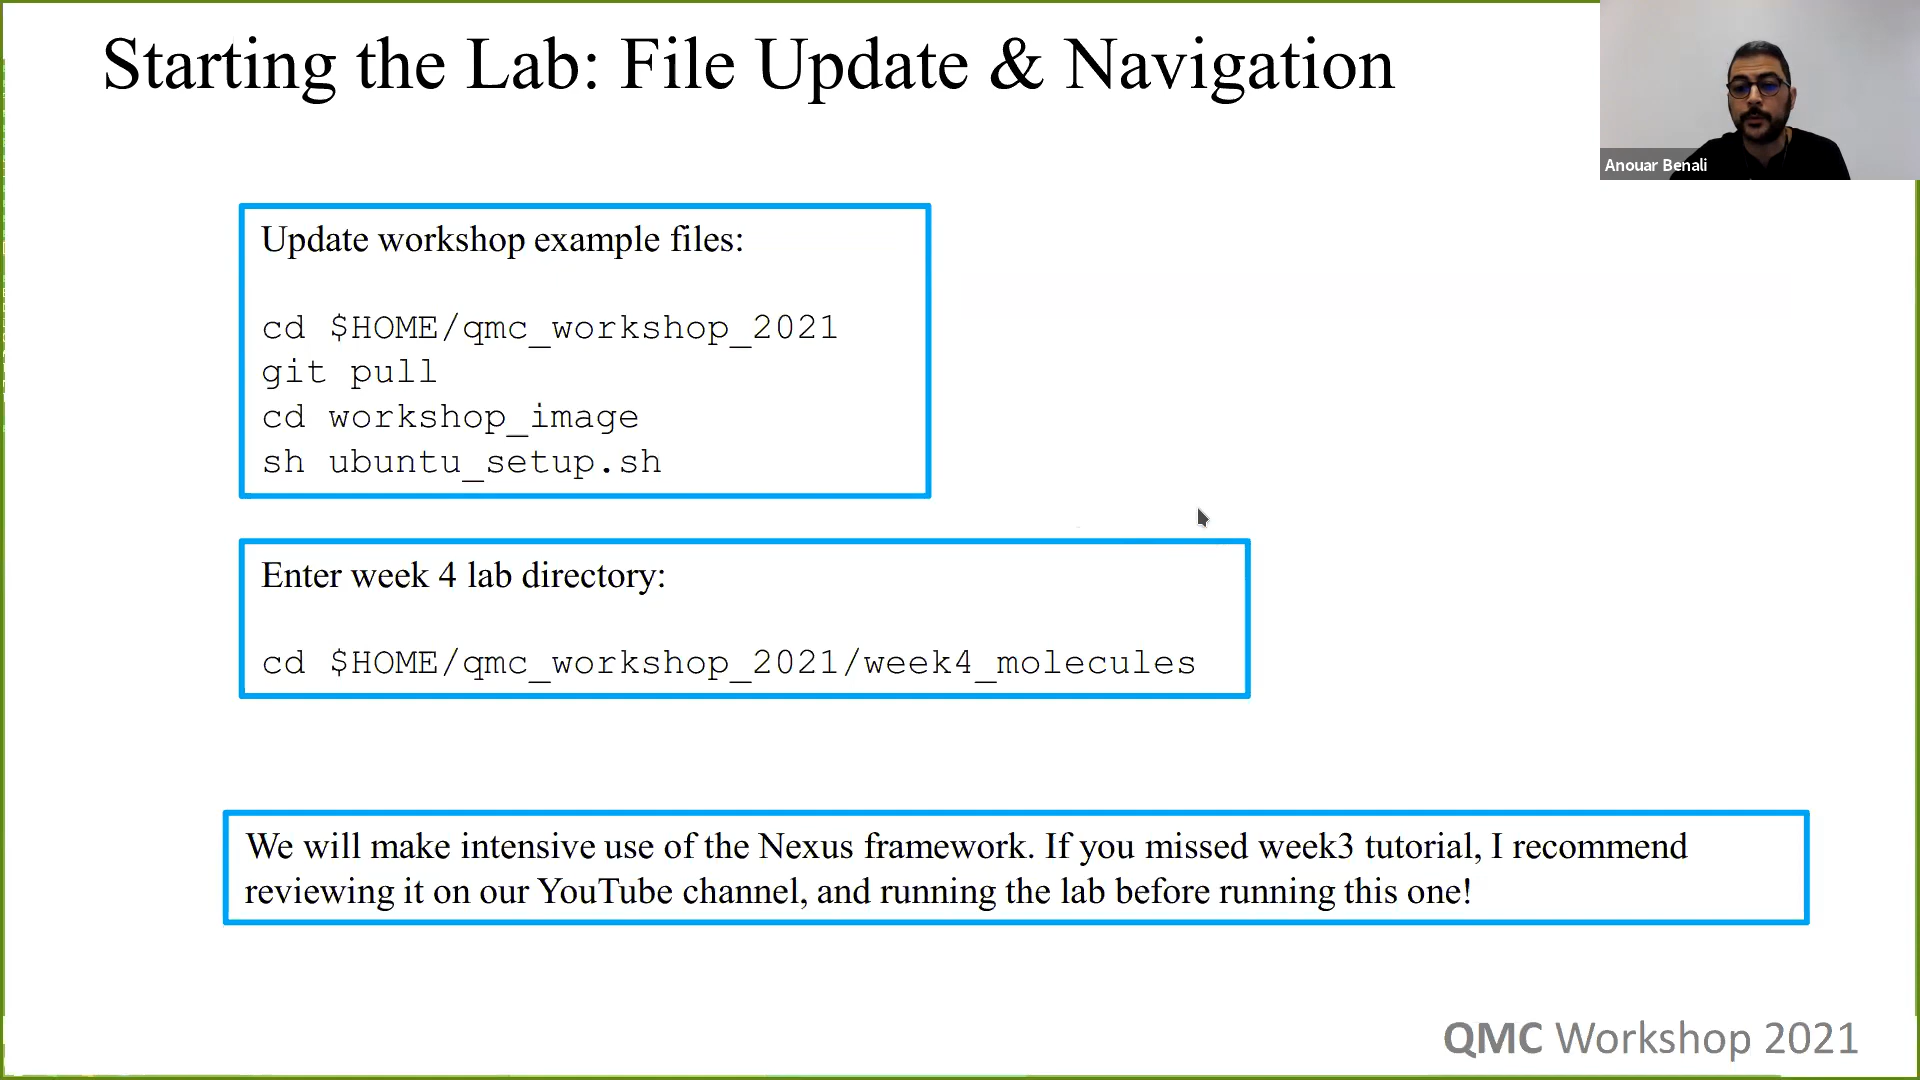 Starting the Lab: File Update & Navigation
Anouar Benali
Update workshop example files:
cd $HOME/qmc_workshop_2021
git pull
cd workshop_image
sh ubuntu_setup.sh
Enter week 4 lab directory:
cd $HOME/qmc_workshop_2021/week4_molecules
We will make intensive use of the Nexus framework. If you missed week3 tutorial, I recommend
reviewing it on our YouTube channel, and running the lab before running this one!
QMC Workshop 2021